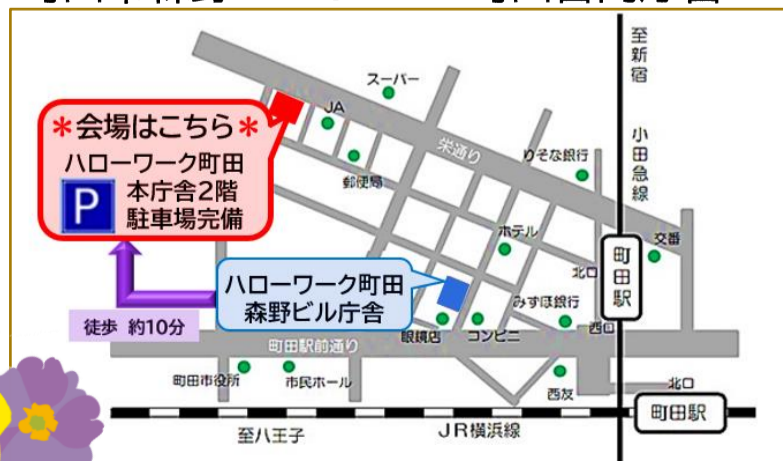 至新宿
小田急線
スーパー
JA
*会場はこちら*
ハローワーク町田
P
本庁舎2階
駐車場完備
栄通り
りそな銀行
郵便局
ホテル
交番
北口
町田駅
ハローワーク町田
森野ビル庁舎
みずほ銀行
西口
徒歩 約10分
眼鏡店
コンビニ
町田駅前通り
町田市役所
市民ホール
西友
北口
町田駅
至八王子
JR横浜線